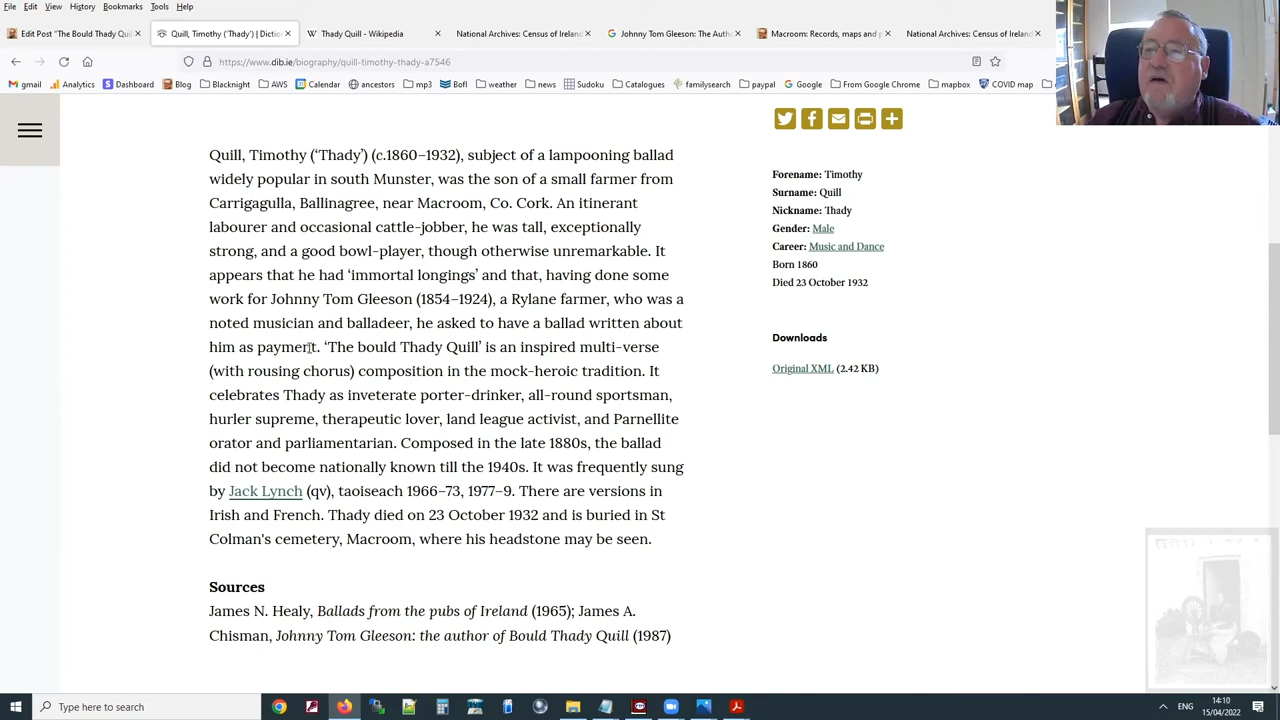 File Edit View History Bookmarks Tools Help
Edit Post "The Bould Thady Quil
Quill, Timothy ('Thady') | Diction
Thady Quill - Wikipedia
National Archives: Census of Ireland
Johnny Tom Gleeson: The Autho
Macroom: Records, maps and p
National Archives: Census of Ireland
https://www.dib.ie/biography/quill-timothy-thady-a7546
gmail Analytics Dashboard Blog Blacknight AWS Calendar ancestors mp3 Bofi weather news Sudoku Catalogues familysearch paypal Google From Google Chrome mapbox COVID map
Quill, Timothy (‘Thady’) (c.1860–1932), subject of a lampooning ballad
widely popular in south Munster, was the son of a small farmer from
Carrigagulla, Ballinagree, near Macroom, Co. Cork. An itinerant
labourer and occasional cattle-jobber, he was tall, exceptionally
strong, and a good bowl-player, though otherwise unremarkable. It
appears that he had ‘immortal longings’ and that, having done some
work for Johnny Tom Gleeson (1854–1924), a Rylane farmer, who was a
noted musician and balladeer, he asked to have a ballad written about
him as payment. ‘The bould Thady Quill’ is an inspired multi-verse
(with rousing chorus) composition in the mock-heroic tradition. It
celebrates Thady as inveterate porter-drinker, all-round sportsman,
hurler supreme, therapeutic lover, land league activist, and Parnellite
orator and parliamentarian. Composed in the late 1880s, the ballad
did not become nationally known till the 1940s. It was frequently sung
by Jack Lynch (qv), taoiseach 1966–73, 1977–9. There are versions in
Irish and French. Thady died on 23 October 1932 and is buried in St
Colman's cemetery, Macroom, where his headstone may be seen.
Sources
James N. Healy, Ballads from the pubs of Ireland (1965); James A.
Chisman, Johnny Tom Gleeson: the author of Bould Thady Quill (1987)
Forename: Timothy
Surname: Quill
Nickname: Thady
Gender: Male
Career: Music and Dance
Born 1860
Died 23 October 1932
Downloads
Original XML (2.42 KB)
Type here to search
ENG
14:10
15/04/2022